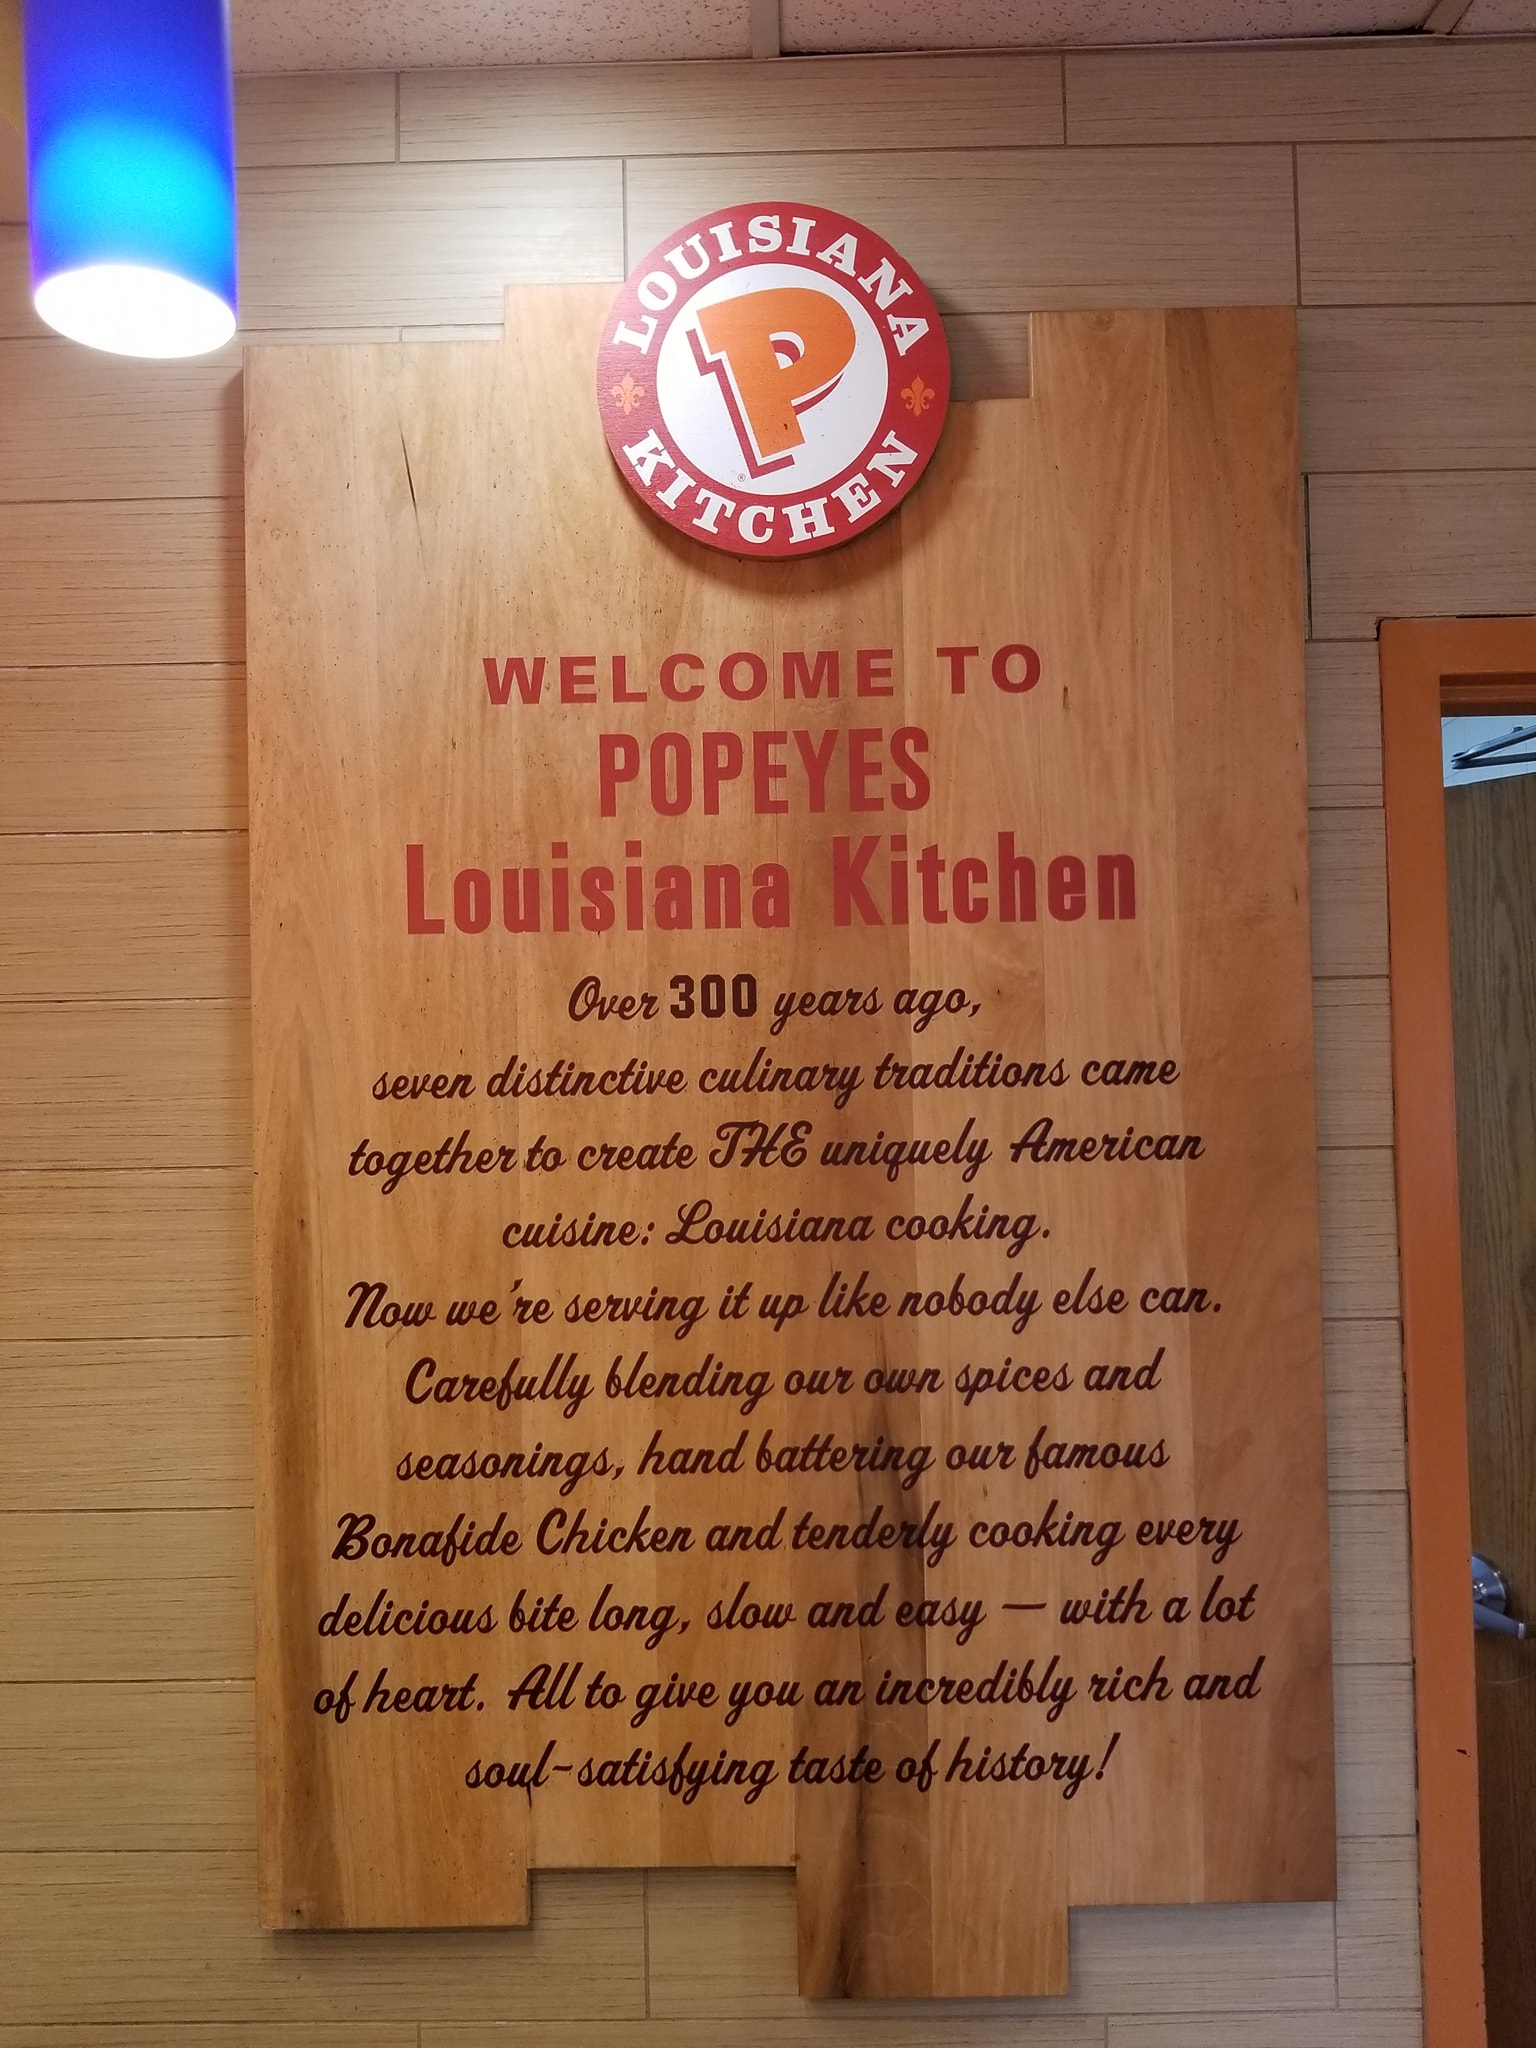 LOUISIANA
P
®
KITCHEN
WELCOME TO
POPEYES
Louisiana Kitchen
Over 300 years ago,
seven distinctive culinary traditions came
together to create THE uniquely American
cuisine: Louisiana cooking.
Now we're serving it up like nobody else can.
Carefully blending our own spices and
seasonings, hand battering our famous
Bonafide Chicken and tenderly cooking every
delicious bite long, slow and easy — with a lot
of heart. All to give you an incredibly rich and
soul-satisfying taste of history!